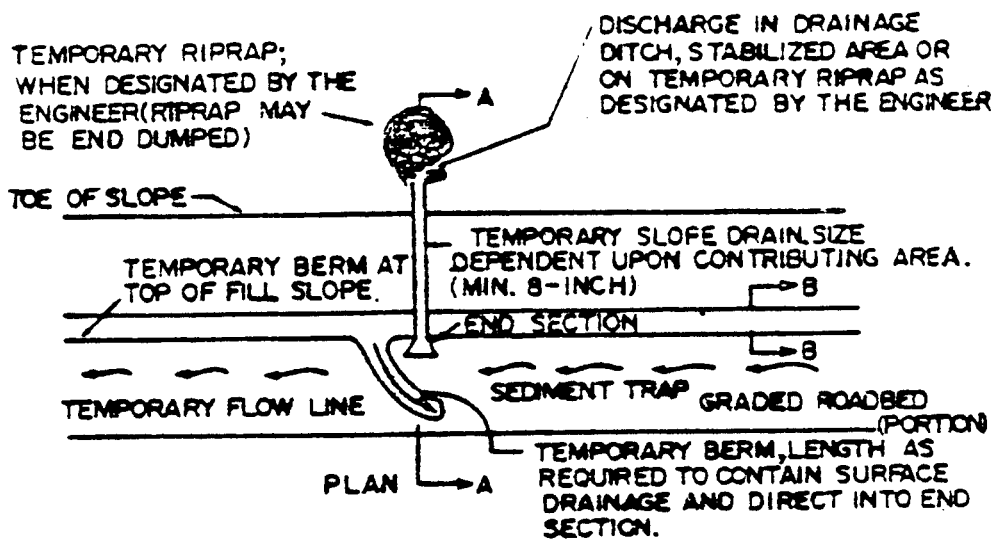 TEMPORARY RIPRAP;
WHEN DESIGNATED BY THE
ENGINEER(RIPRAP MAY
BE END DUMPED)
DISCHARGE IN DRAINAGE
DITCH, STABILIZED AREA OR
ON TEMPORARY RIPRAP AS
DESIGNATED BY THE ENGINEER
A
TOE OF SLOPE
TEMPORARY SLOPE DRAIN. SIZE
DEPENDENT UPON CONTRIBUTING AREA.
(MIN. 8-INCH)
TEMPORARY BERM AT
TOP OF FILL SLOPE.
B
END SECTION
B
SEDIMENT TRAP
TEMPORARY FLOW LINE
GRADED ROADBED
(PORTION)
TEMPORARY BERM, LENGTH AS
REQUIRED TO CONTAIN SURFACE
DRAINAGE AND DIRECT INTO END
SECTION.
PLAN
A